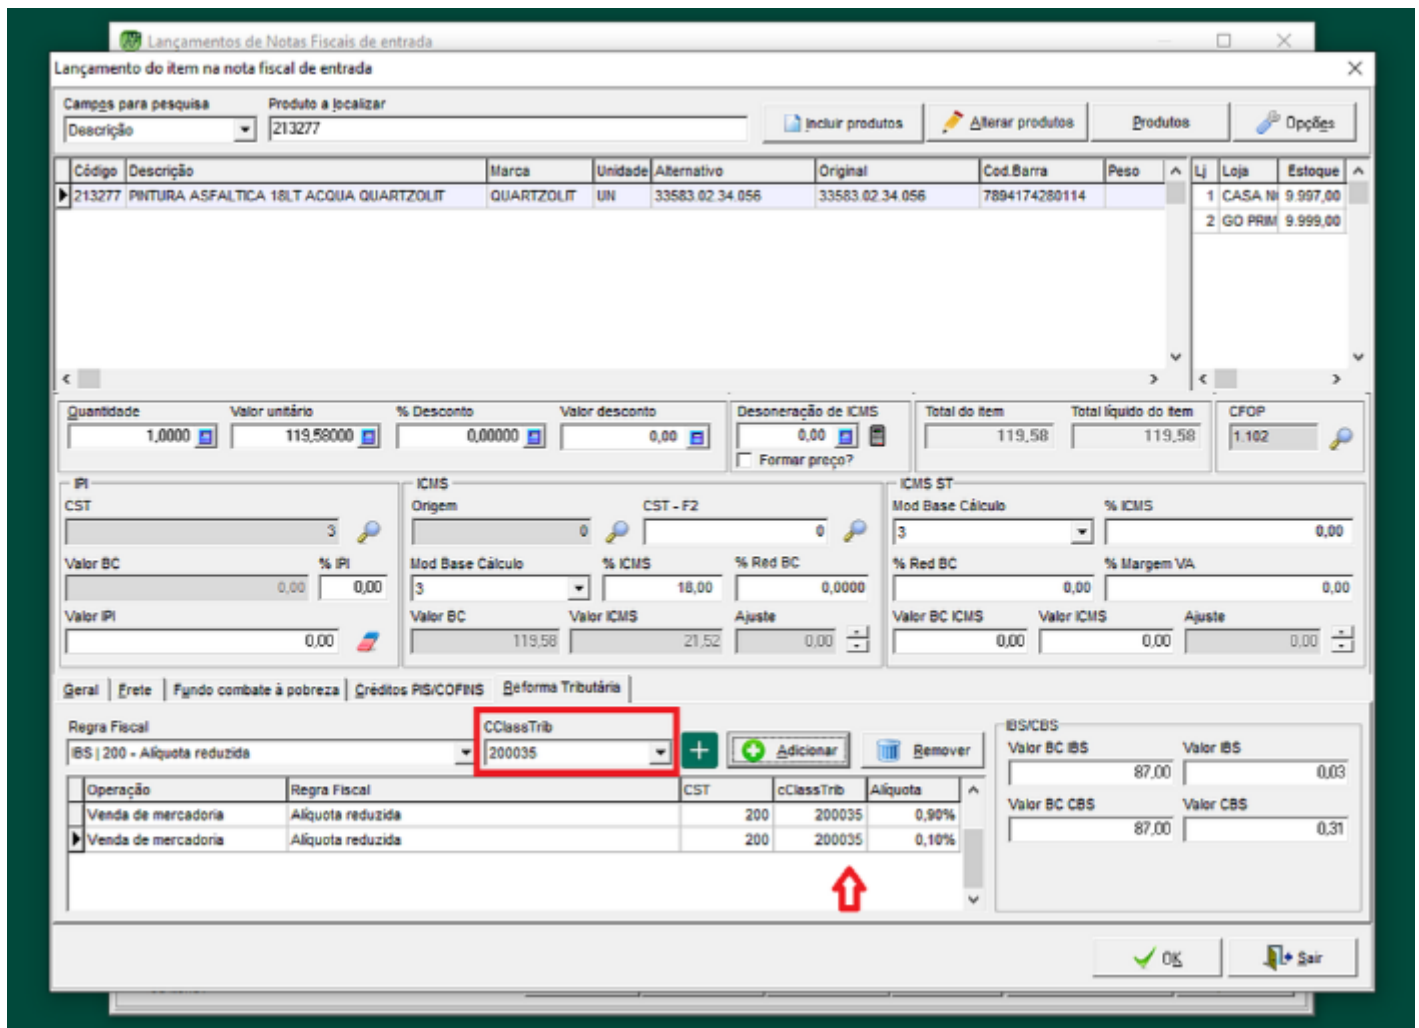 Lançamentos de Notas Fiscais de entrada
Lançamento do item na nota fiscal de entrada
Campos para pesquisa Produto a localizar
Descrição 213277 Incluir produtos Alterar produtos Produtos Opções
Código Descrição Marca Unidade Alternativo Original Cod.Barra Peso Lj Loja Estoque
213277 PINTURA ASFALTICA 18LT ACQUA QUARTZOLIT QUARTZOLIT UN 33583.02.34.056 33583.02.34.056 7894174280114 1 CASA 9.997,00
2 GO PRIM 9.999,00
Quantidade Valor unitário % Desconto Valor desconto Desoneração de ICMS Total do item Total líquido do item CFOP
1,0000 119,58000 0,00000 0,00 0,00 119,58 119,58 1.102
Formar preço?
IPI ICMS ICMS ST
CST Origem CST - F2 Mod Base Cálculo % ICMS
3 0 0 3 0,00
Valor BC % IPI Mod Base Cálculo % ICMS % Red BC % Red BC % Margem VA
0,00 0,00 3 18,00 0,0000 0,00 0,00
Valor IPI Valor BC Valor ICMS Ajuste Valor BC ICMS Valor ICMS Ajuste
0,00 119,58 21,52 0,00 0,00 0,00 0,00
Geral Frete Fundo combate à pobreza Créditos PIS/COFINS Reforma Tributária
Regra Fiscal CClassTrib IBS/CBS
IBS | 200 - Alíquota reduzida 200035 + Adicionar Remover Valor BC IBS Valor IBS
87,00 0,03
Operação Regra Fiscal CST cClassTrib Alíquota Valor BC CBS Valor CBS
Venda de mercadoria Alíquota reduzida 200 200035 0,90% 87,00 0,31
Venda de mercadoria Alíquota reduzida 200 200035 0,10%
OK Sair